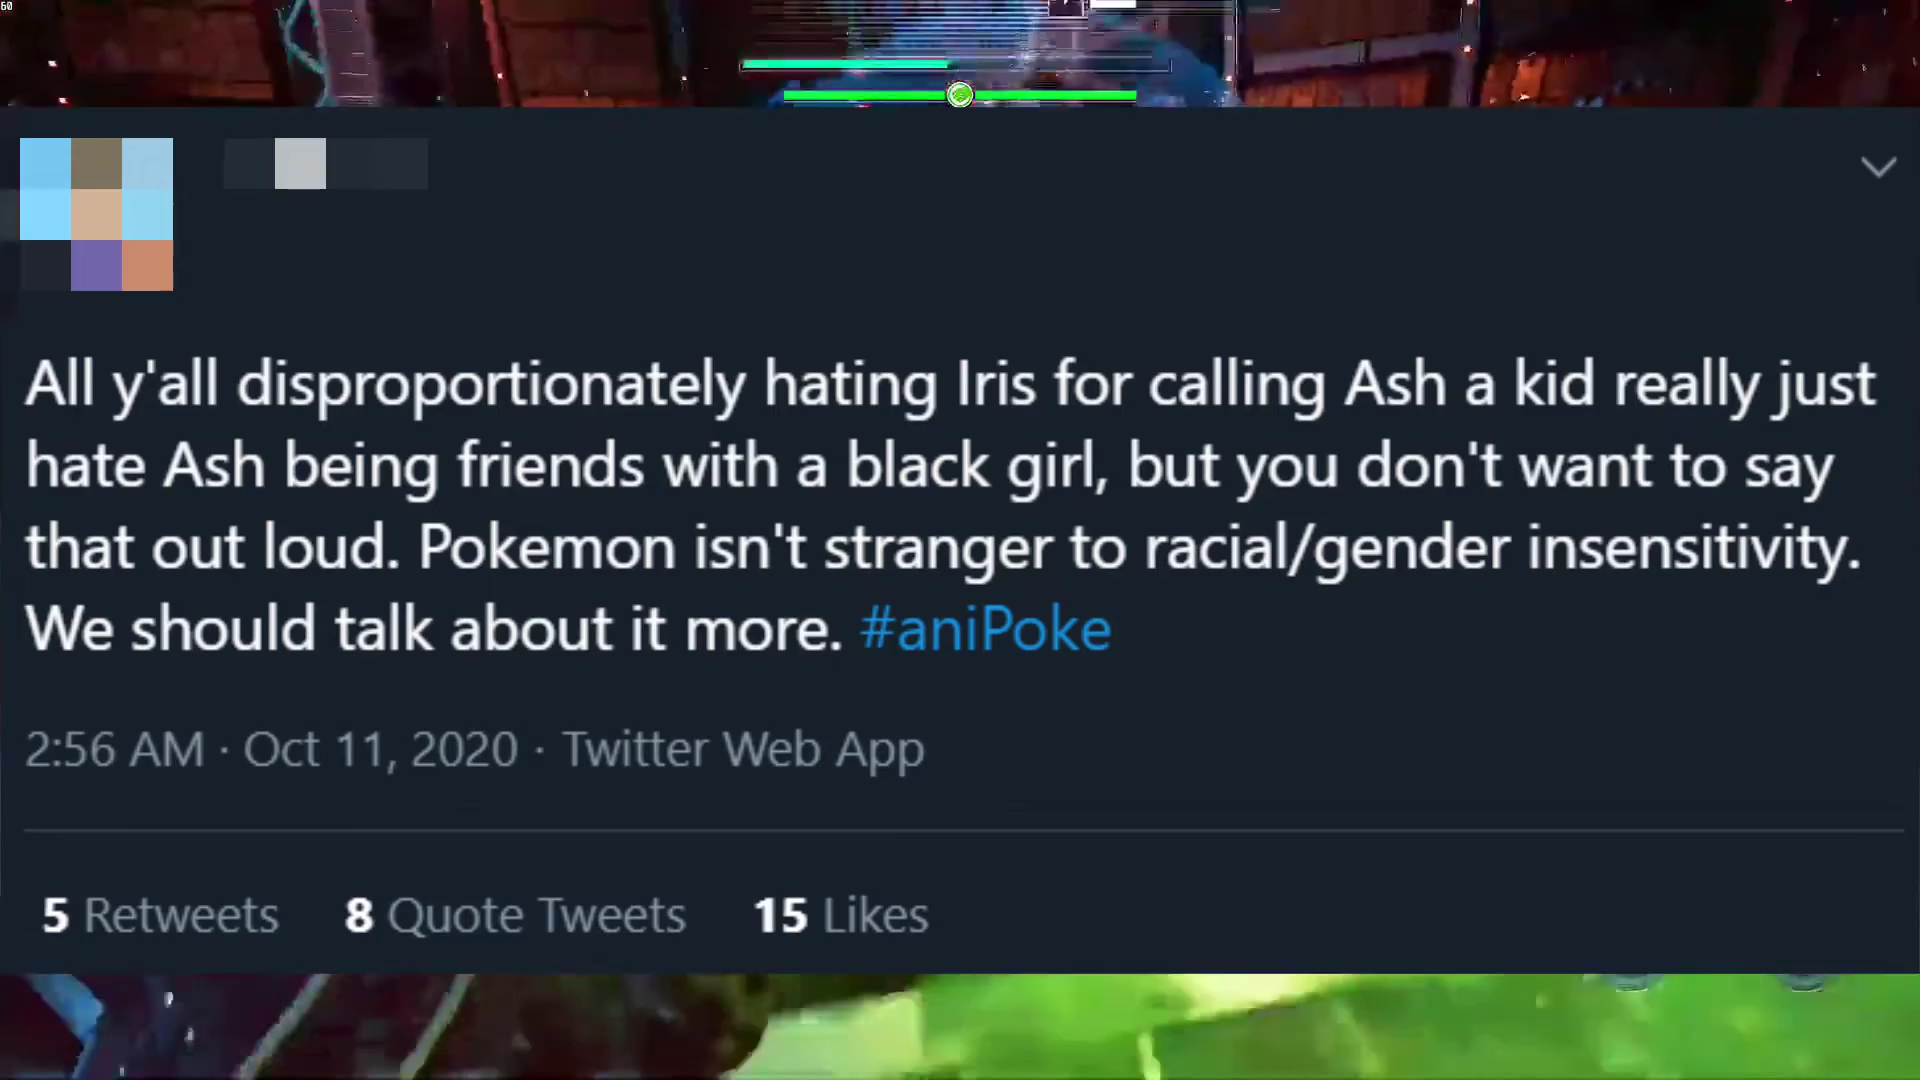 60
All y'all disproportionately hating Iris for calling Ash a kid really just
hate Ash being friends with a black girl, but you don't want to say
that out loud. Pokemon isn't stranger to racial/gender insensitivity.
We should talk about it more. #aniPoke
2:56 AM · Oct 11, 2020 · Twitter Web App
5 Retweets 8 Quote Tweets 15 Likes